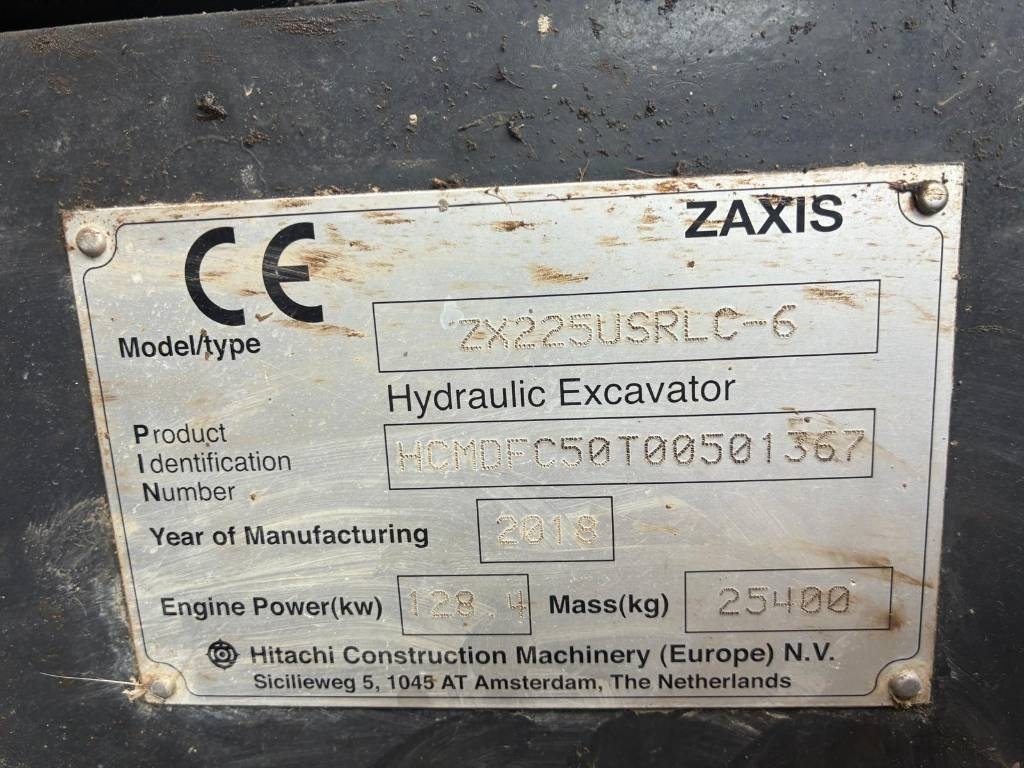 CE ZAXIS
Model/type ZX225USRLC-6
Hydraulic Excavator
Product
Identification HCMDFC50T00501367
Number
Year of Manufacturing 2018
Engine Power(kw) 128.4 Mass(kg) 25400
Hitachi Construction Machinery (Europe) N.V.
Sicilieweg 5, 1045 AT Amsterdam, The Netherlands